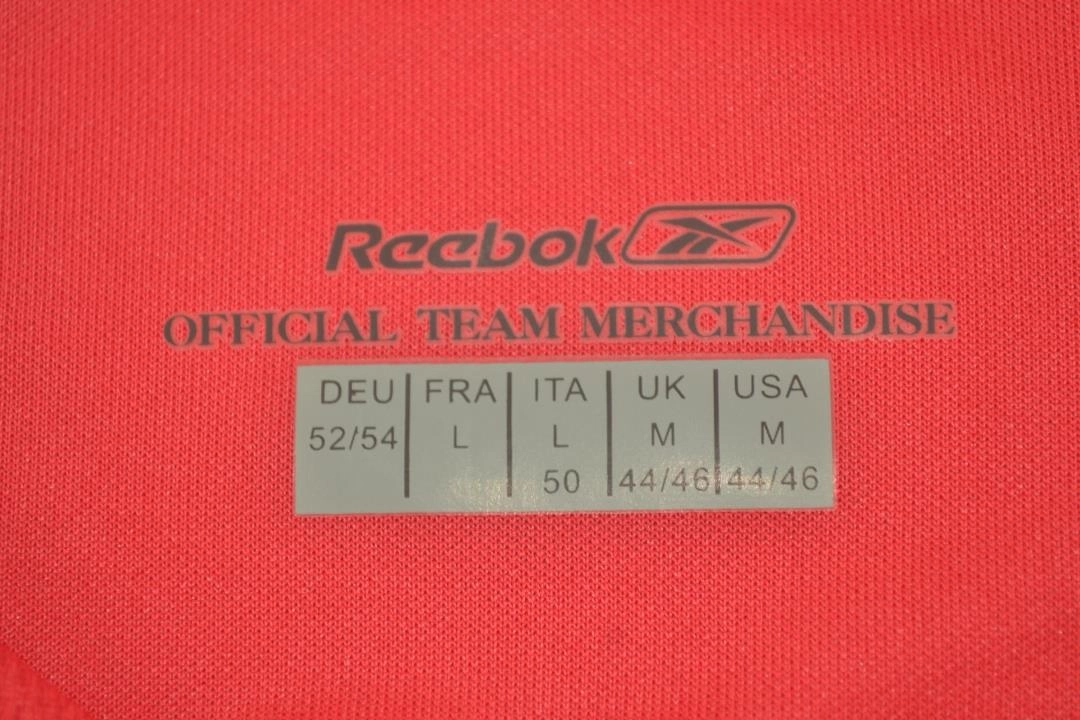 Reebok
OFFICIAL TEAM MERCHANDISE
DEU FRA ITA UK USA
52/54 L L M M
50 44/46 44/46